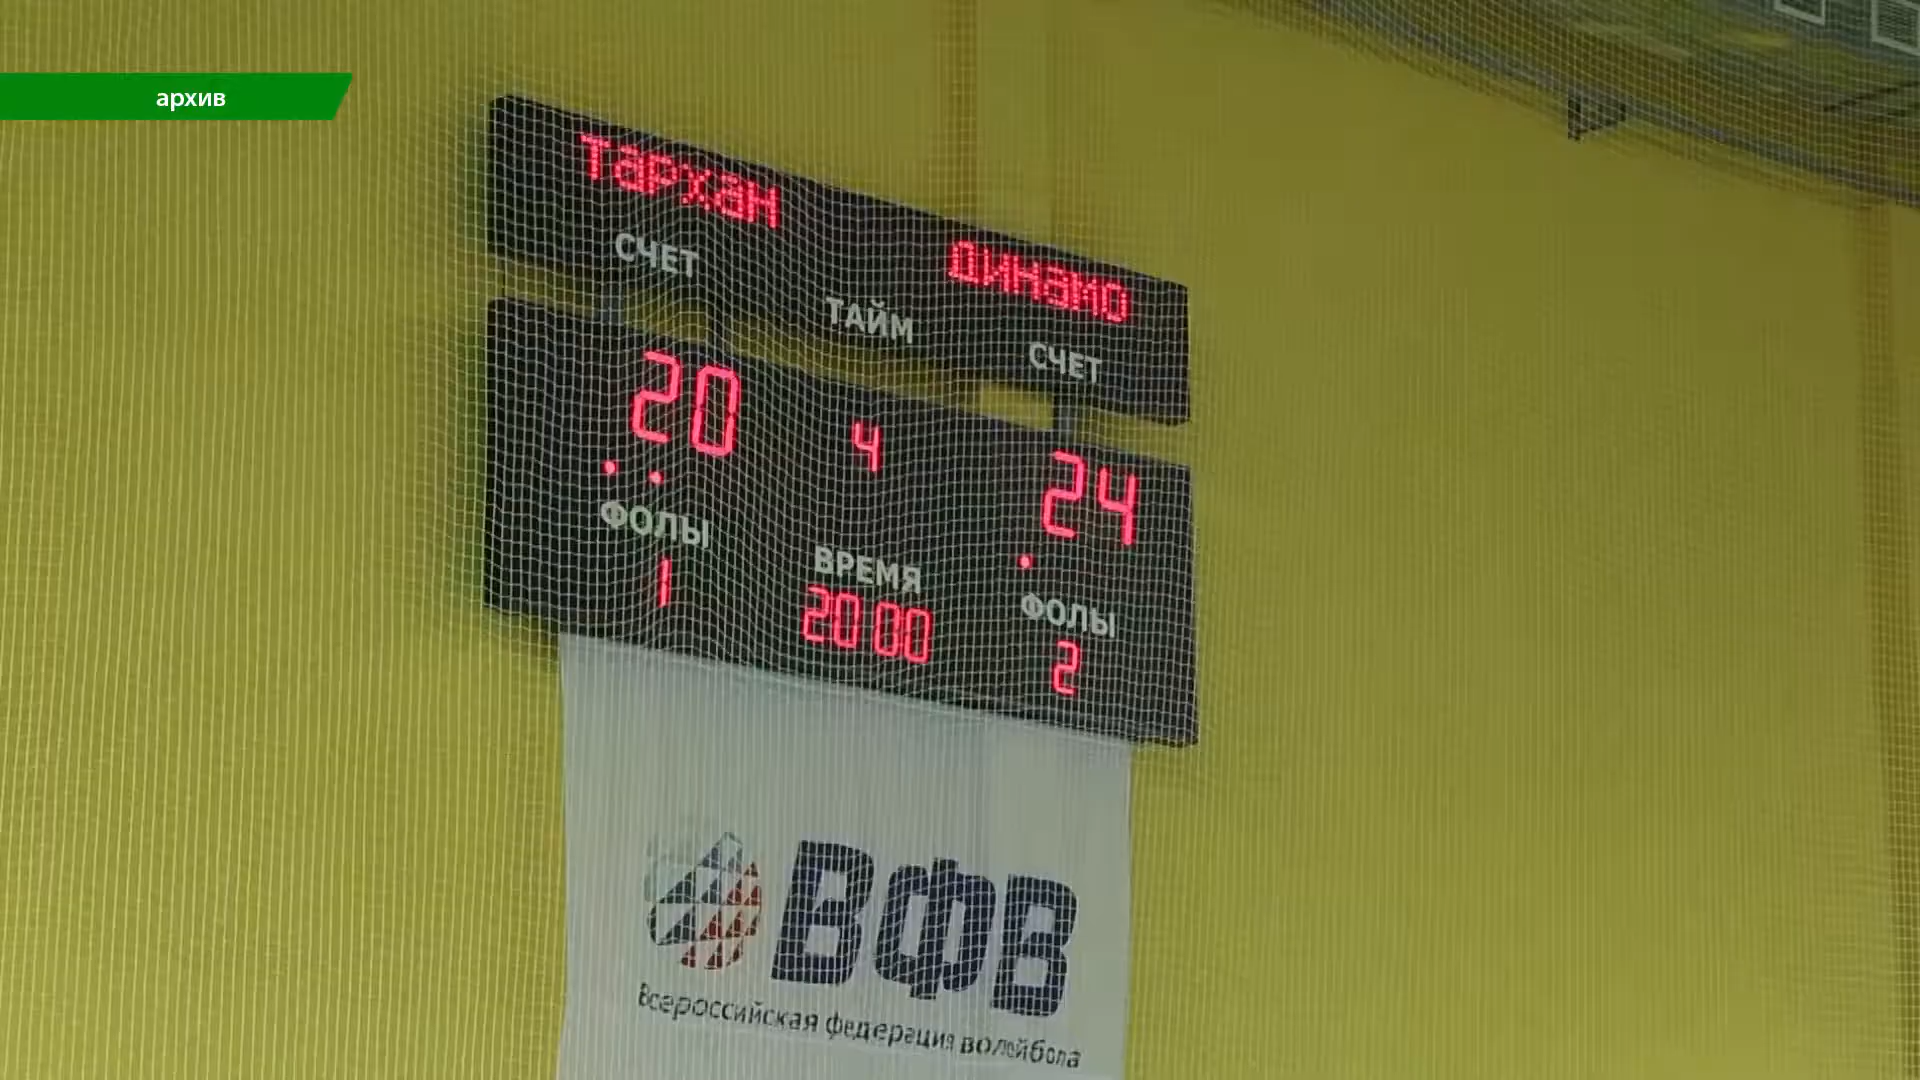 архив
тархан
динамо
СЧЕТ
ТАЙМ
СЧЕТ
20
4
24
ФОЛЫ
ВРЕМЯ
ФОЛЫ
1
20 00
2
ВФВ
Всероссийская федерация волейбола